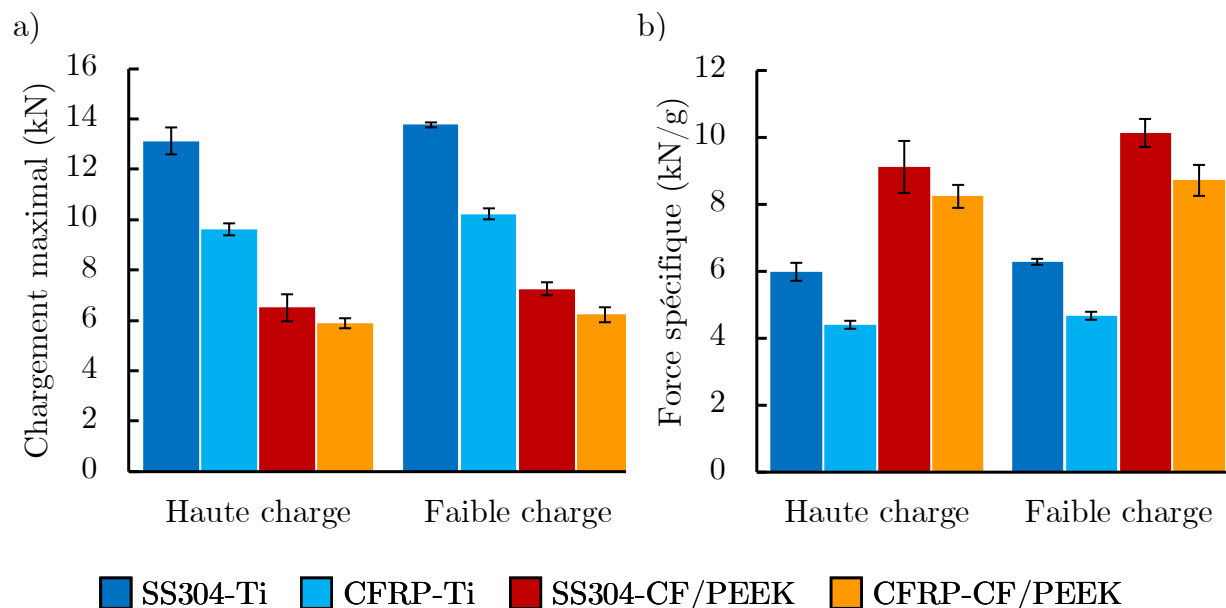 a)
Chargement maximal (kN)
16
14
12
10
8
6
4
2
0
Haute charge
Faible charge
b)
Force spécifique (kN/g)
12
10
8
6
4
2
0
Haute charge
Faible charge
SS304-Ti
CFRP-Ti
SS304-CF/PEEK
CFRP-CF/PEEK